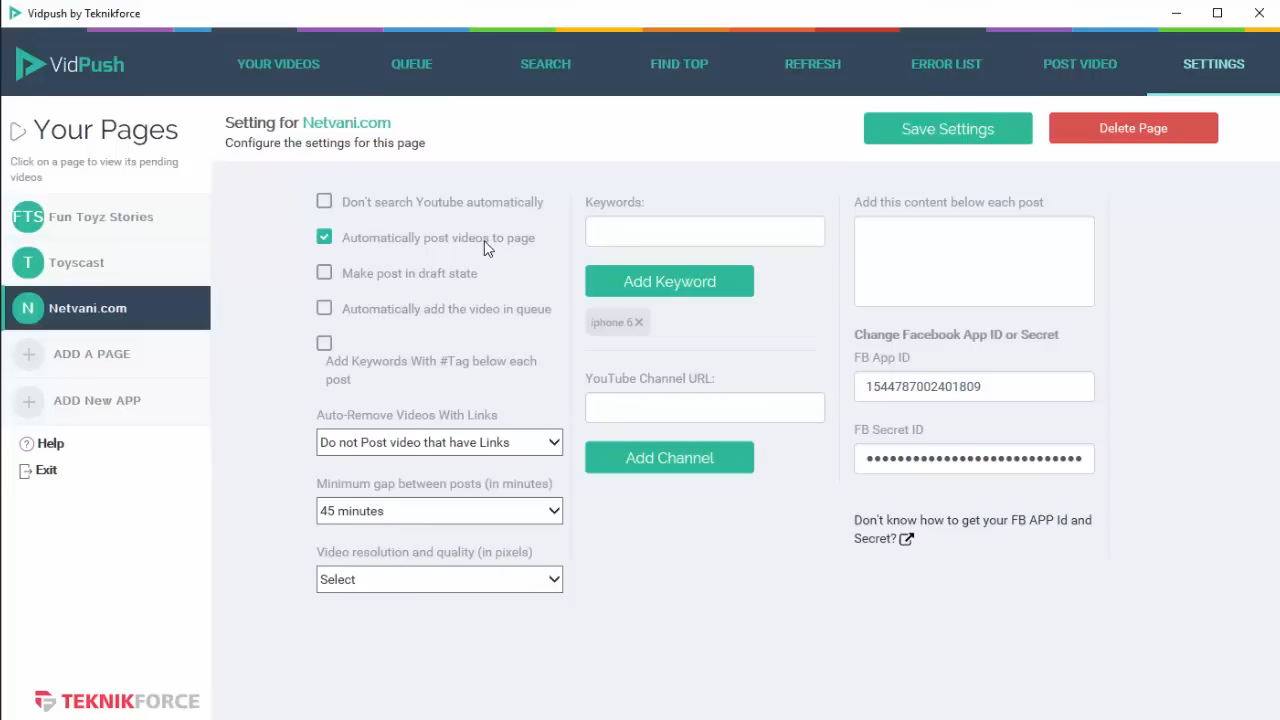 Vidpush by Teknikforce
VidPush
YOUR VIDEOS
QUEUE
SEARCH
FIND TOP
REFRESH
ERROR LIST
POST VIDEO
SETTINGS
Your Pages
Click on a page to view its pending
videos
FTS Fun Toyz Stories
T Toyscast
N Netvani.com
ADD A PAGE
ADD New APP
Help
Exit
TEKNIKFORCE
Setting for Netvani.com
Configure the settings for this page
Save Settings
Delete Page
Don't search Youtube automatically
Automatically post videos to page
Make post in draft state
Automatically add the video in queue
Add Keywords With #Tag below each
post
Auto-Remove Videos With Links
Do not Post video that have Links
Minimum gap between posts (in minutes)
45 minutes
Video resolution and quality (in pixels)
Select
Keywords:
Add Keyword
iphone 6
YouTube Channel URL:
Add Channel
Add this content below each post
Change Facebook App ID or Secret
FB App ID
1544787002401809
FB Secret ID
Don't know how to get your FB APP Id and
Secret?